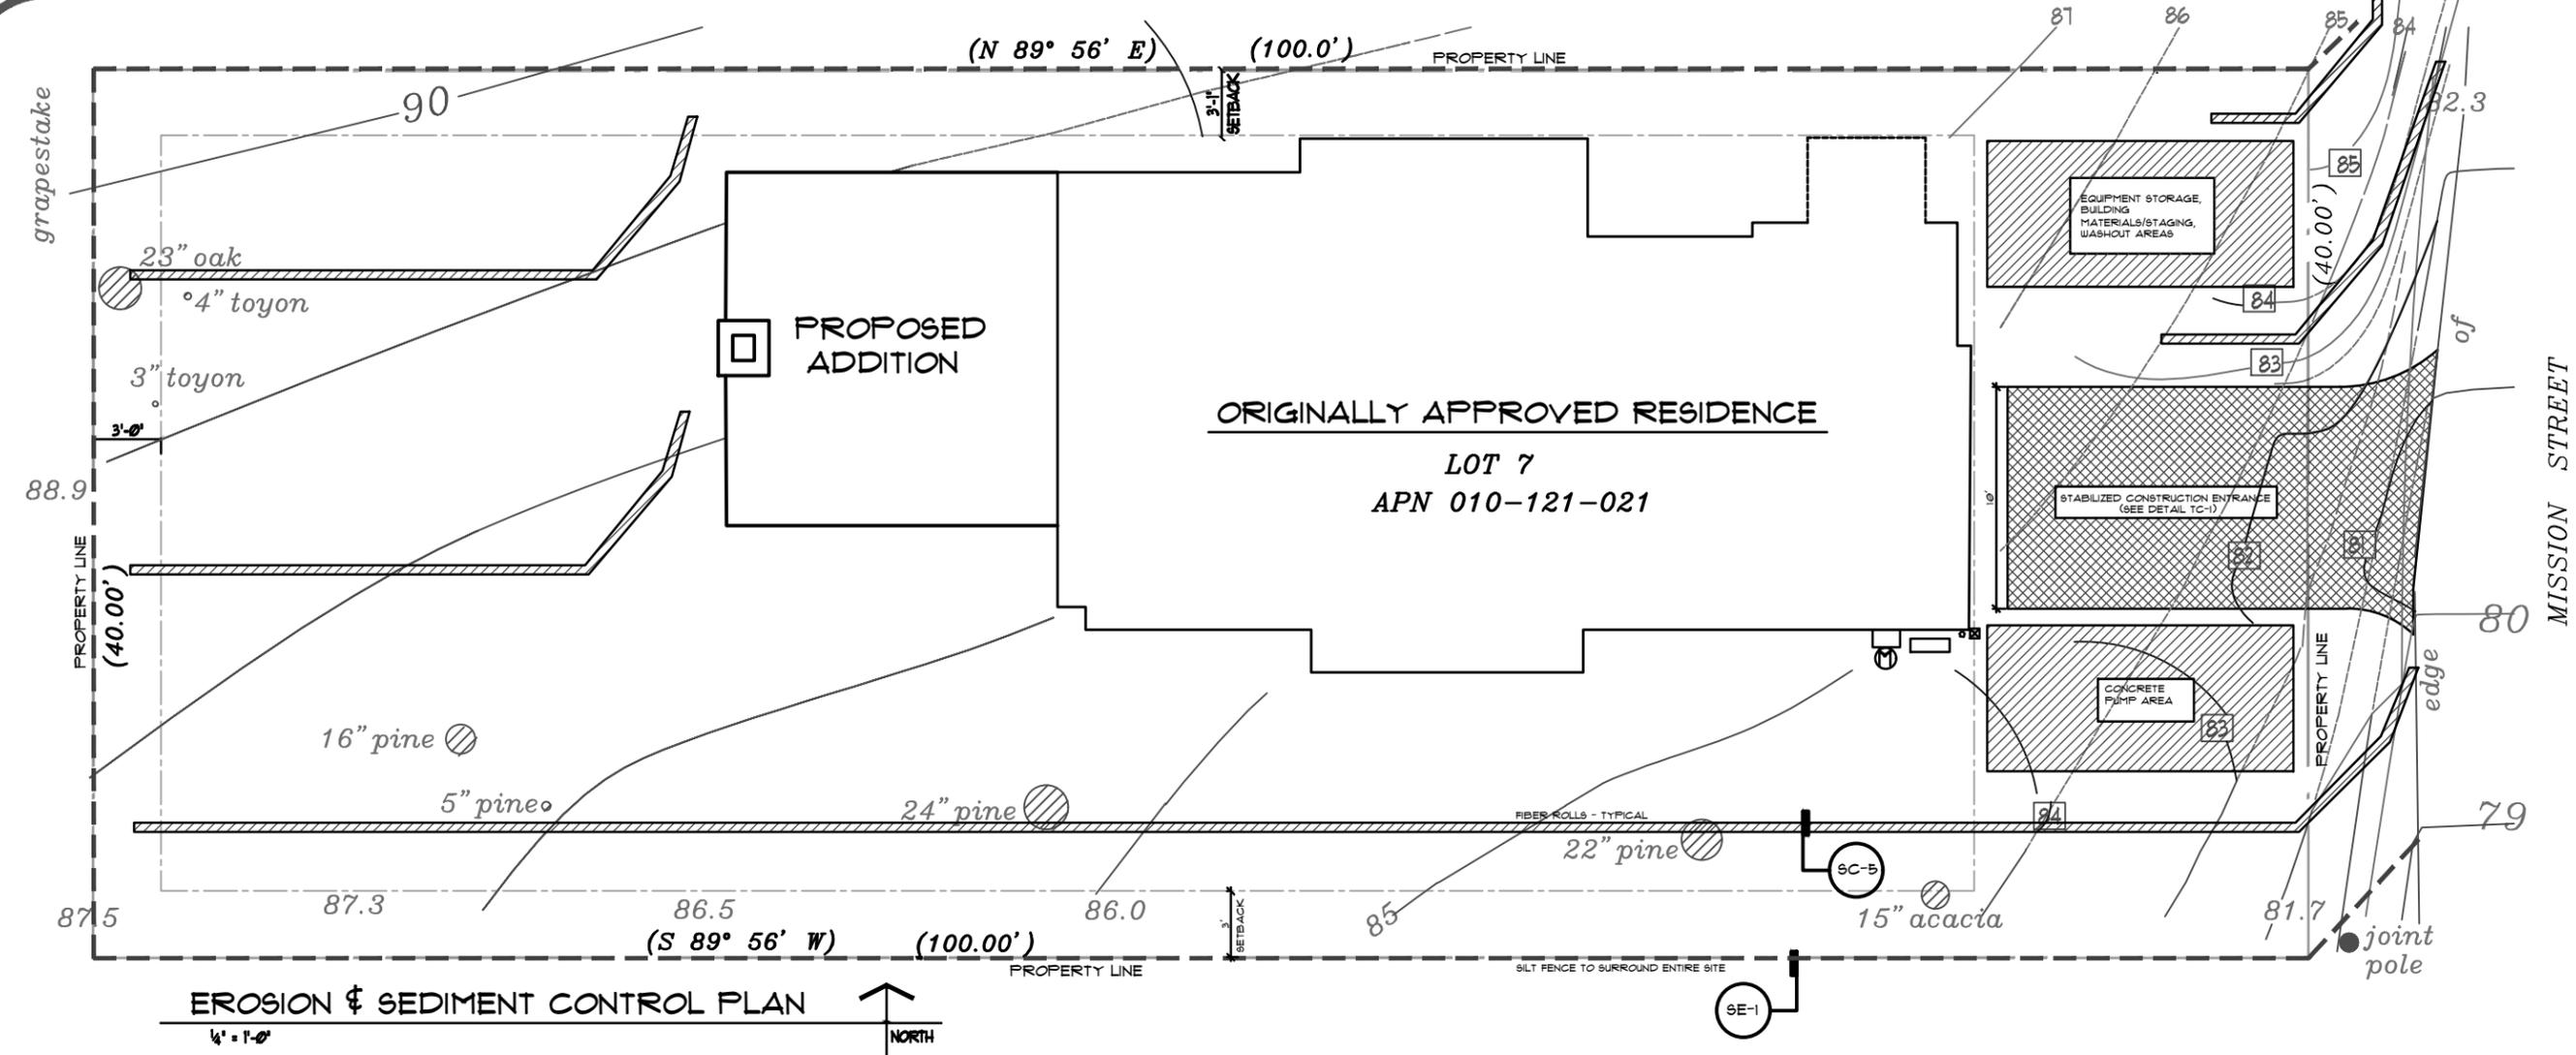 87
86
85
84
(N 89° 56' E)
(100.0')
PROPERTY LINE
grapestake
90
3'-1"
SETBACK
82.3
85
EQUIPMENT STORAGE,
BUILDING
MATERIALS/STAGING,
WASHOUT AREAS
(40.00')
23" oak
4" toyon
84
PROPOSED
ADDITION
of
3" toyon
83
MISSION STREET
ORIGINALLY APPROVED RESIDENCE
3'-0"
LOT 7
88.9
APN 010-121-021
10'
STABILIZED CONSTRUCTION ENTRANCE
(SEE DETAIL TC-1)
82
81
PROPERTY LINE
(40.00')
80
M
edge
CONCRETE
PUMP AREA
PROPERTY LINE
83
16" pine
5" pine
24" pine
FIBER ROLLS - TYPICAL
84
79
22" pine
SC-5
87.5
87.3
86.5
86.0
85
15" acacia
81.7
3'
SETBACK
(S 89° 56' W)
(100.00')
joint
pole
PROPERTY LINE
SILT FENCE TO SURROUND ENTIRE SITE
EROSION & SEDIMENT CONTROL PLAN
SE-1
1/4" = 1'-0"
NORTH